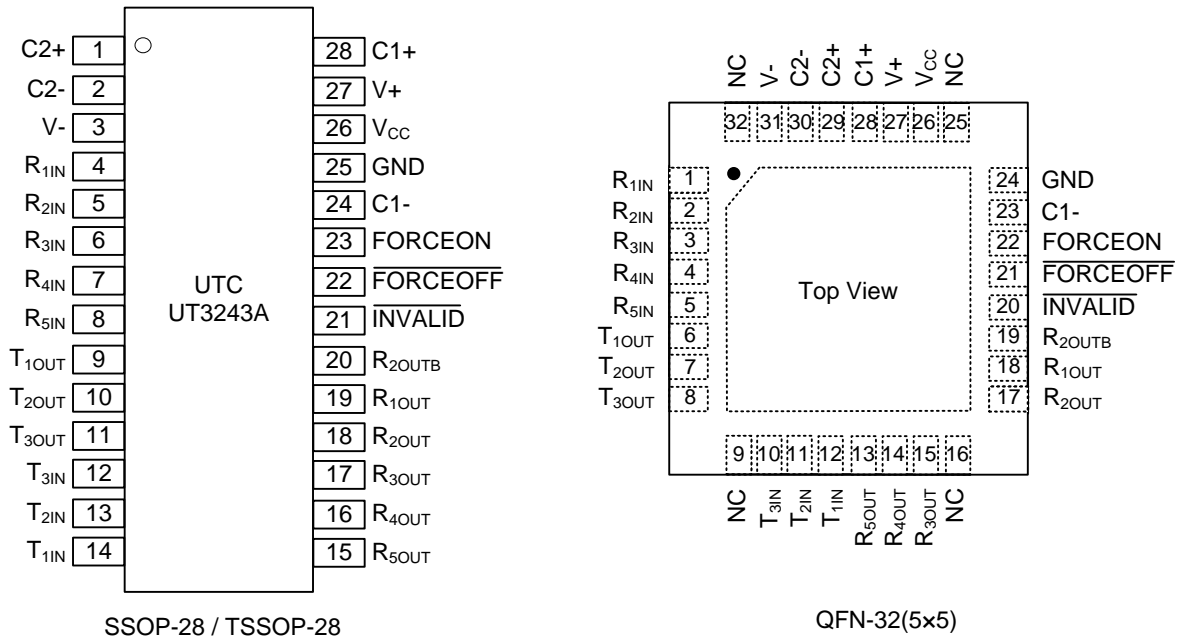 C2+ 1 28 C1+
C2- 2 27 V+
V- 3 26 VCC
R1IN 4 25 GND
R2IN 5 24 C1-
R3IN 6 23 FORCEON
R4IN 7 22 FORCEOFF
R5IN 8 21 INVALID
T1OUT 9 20 R2OUTB
T2OUT 10 19 R1OUT
T3OUT 11 18 R2OUT
T3IN 12 17 R3OUT
T2IN 13 16 R4OUT
T1IN 14 15 R5OUT
UTC
UT3243A
SSOP-28 / TSSOP-28
NC V- C2- C2+ C1+ V+ VCC NC
32 31 30 29 28 27 26 25
R1IN 1 24 GND
R2IN 2 23 C1-
R3IN 3 22 FORCEON
R4IN 4 21 FORCEOFF
R5IN 5 20 INVALID
T1OUT 6 19 R2OUTB
T2OUT 7 18 R1OUT
T3OUT 8 17 R2OUT
Top View
9 10 11 12 13 14 15 16
NC T3IN T2IN T1IN R5OUT R4OUT R3OUT NC
QFN-32(5×5)